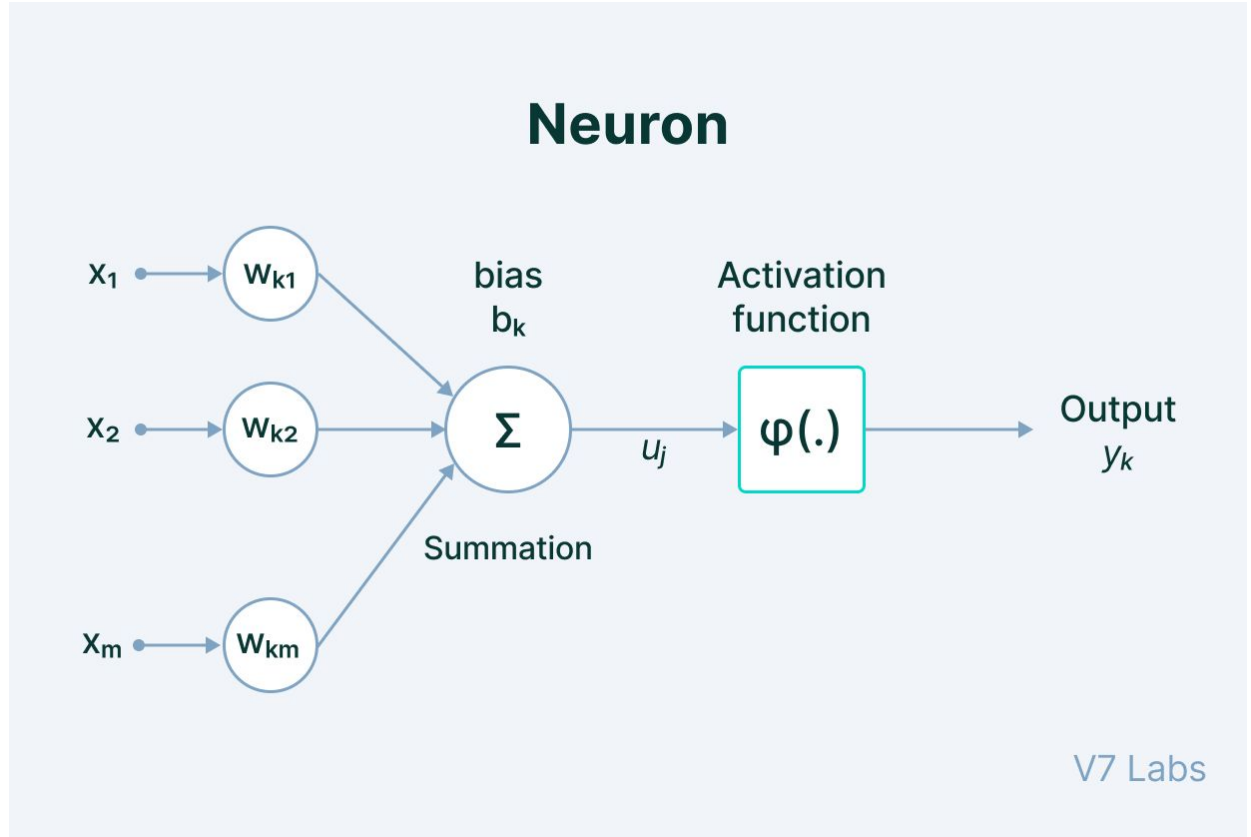 Neuron
x₁
wₖ₁
bias
bₖ
Activation
function
x₂
wₖ₂
Σ
uⱼ
φ(.)
Output
yₖ
Summation
xₘ
wₖₘ
V7 Labs